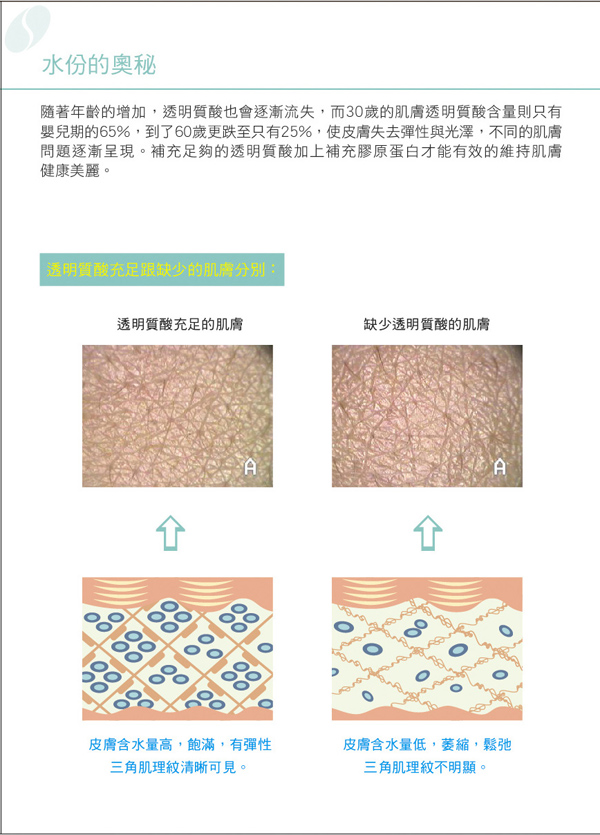 水份的奧秘
隨著年齡的增加，透明質酸也會逐漸流失，而30歲的肌膚透明質酸含量則只有
嬰兒期的65%，到了60歲更跌至只有25%，使皮膚失去彈性與光澤，不同的肌膚
問題逐漸呈現。補充足夠的透明質酸加上補充膠原蛋白才能有效的維持肌膚
健康美麗。
透明質酸充足跟缺少的肌膚分別：
透明質酸充足的肌膚
缺少透明質酸的肌膚
A
A
皮膚含水量高，飽滿，有彈性
三角肌理紋清晰可見。
皮膚含水量低，萎縮，鬆弛
三角肌理紋不明顯。